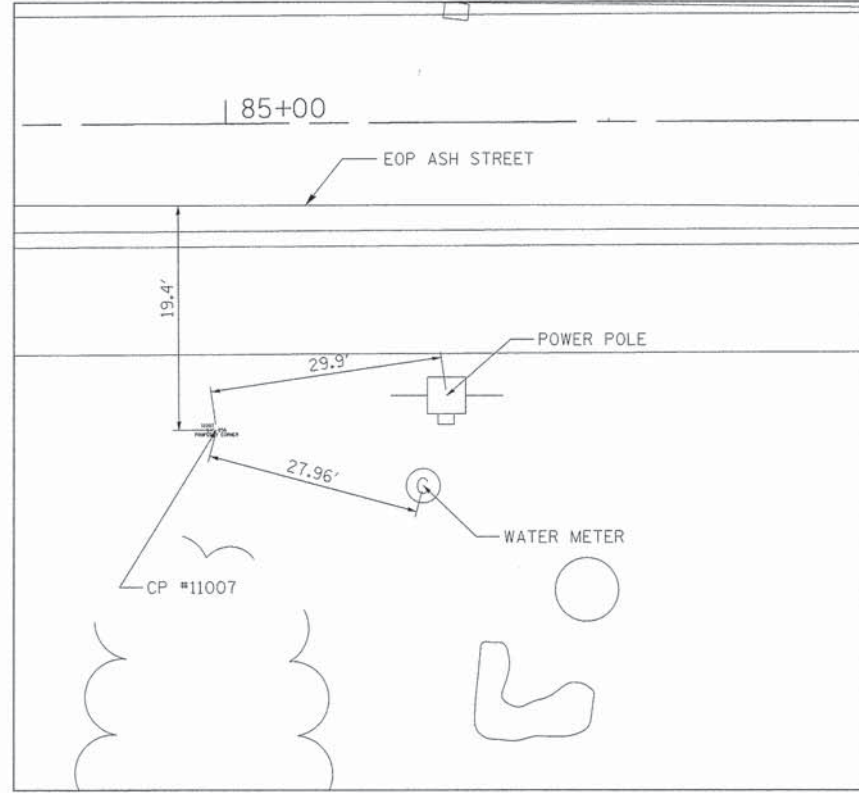 85+00
EOP ASH STREET
19.4'
POWER POLE
29.9'
27.96'
WATER METER
CP #11007